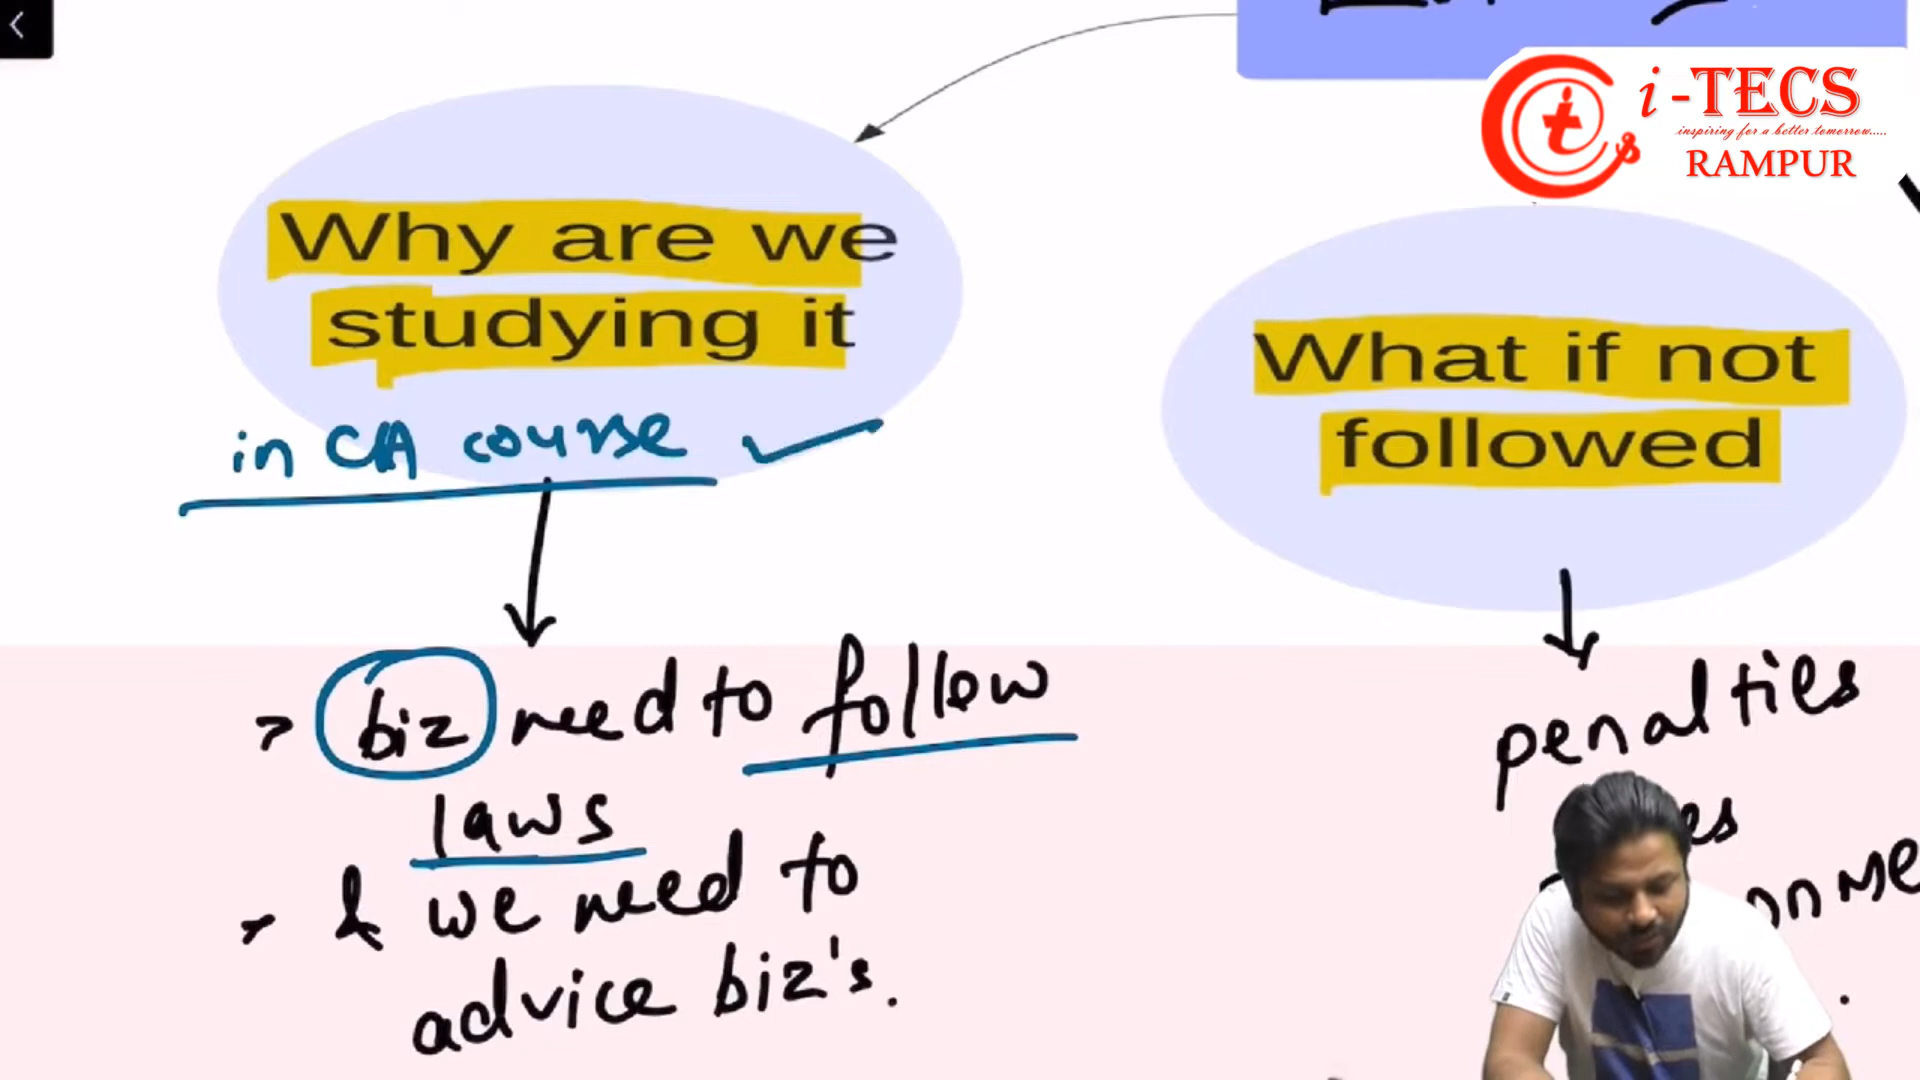 i-TECS
inspiring for a better tomorrow.....
RAMPUR
Why are we
studying it
in CA course
> biz need to follow
laws
& we need to
advice biz's.
What if not
followed
penalties